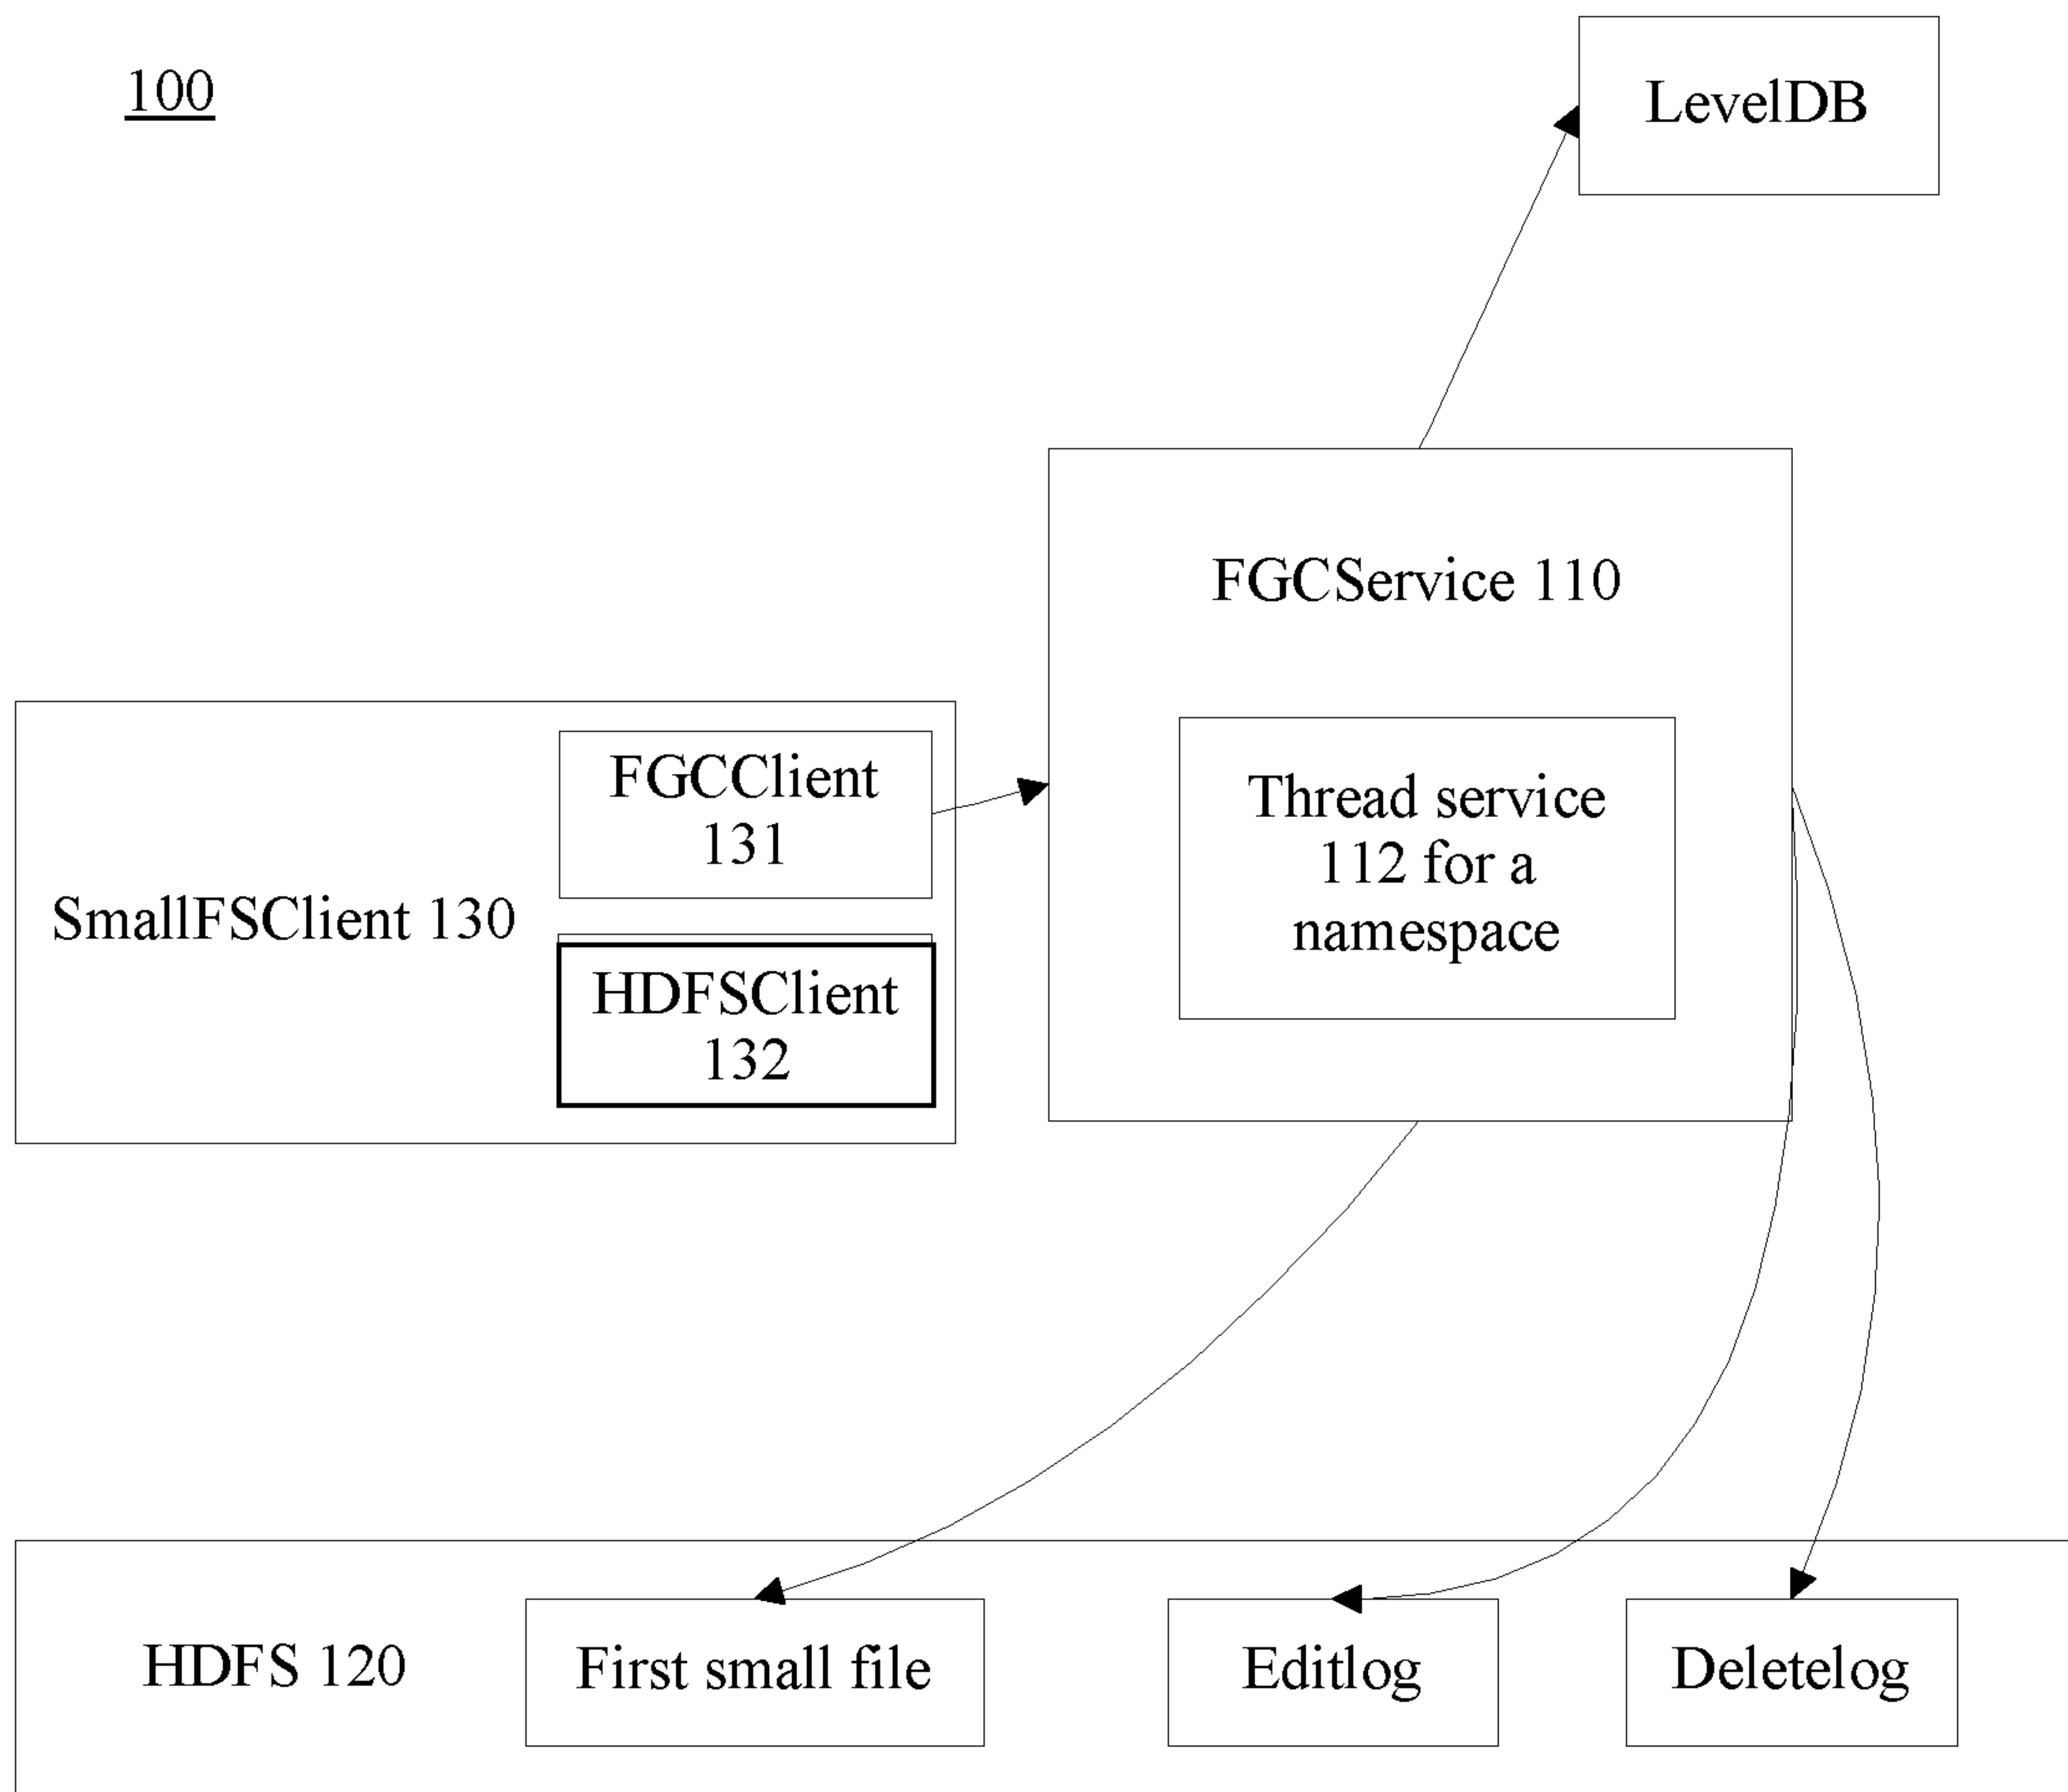 100
LevelDB
FGCService 110
FGCClient
131
Thread service
112 for a
namespace
SmallFSClient 130
HDFSClient
132
HDFS 120
First small file
Editlog
Deletelog